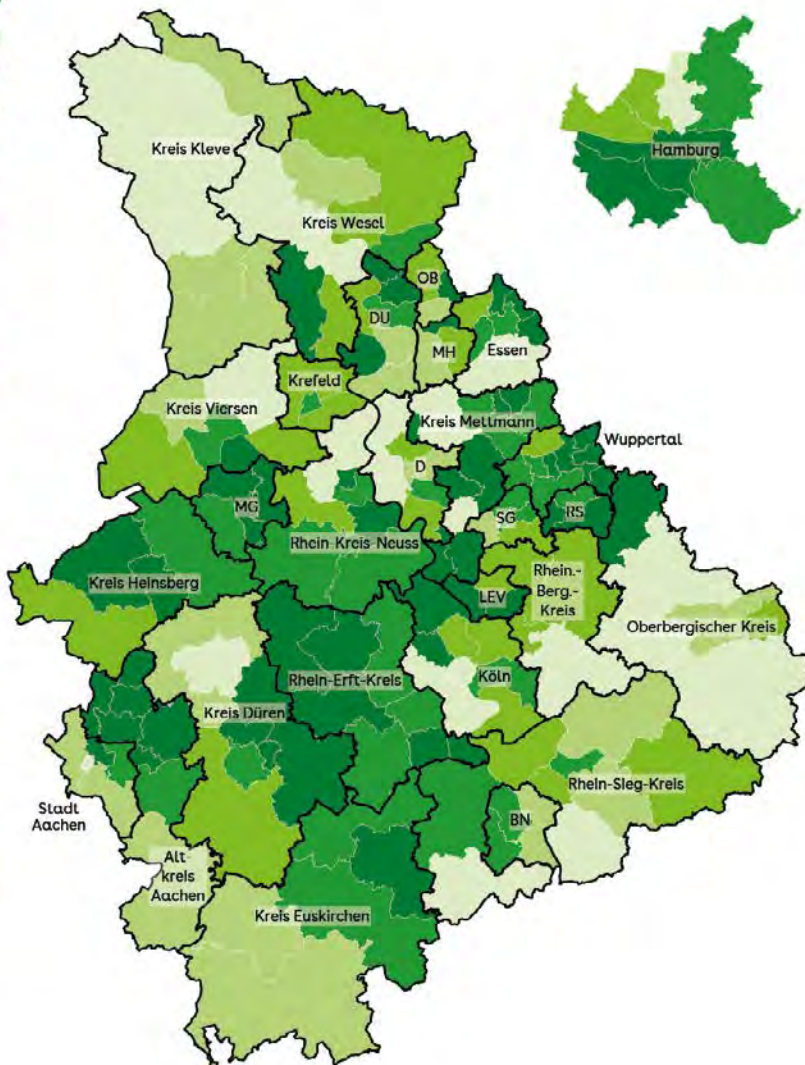 Kreis Kleve
Hamburg
Kreis Wesel
OB
DU
MH
Essen
Krefeld
Kreis Viersen
Kreis Mettmann
Wuppertal
D
MG
SG
RS
Rhein-Kreis-Neuss
Kreis Heinsberg
Rhein.-
Berg.-
Kreis
LEV
Oberbergischer Kreis
Rhein-Erft-Kreis
Köln
Kreis Düren
Rhein-Sieg-Kreis
Stadt
Aachen
BN
Alt
kreis
Aachen
Kreis Euskirchen